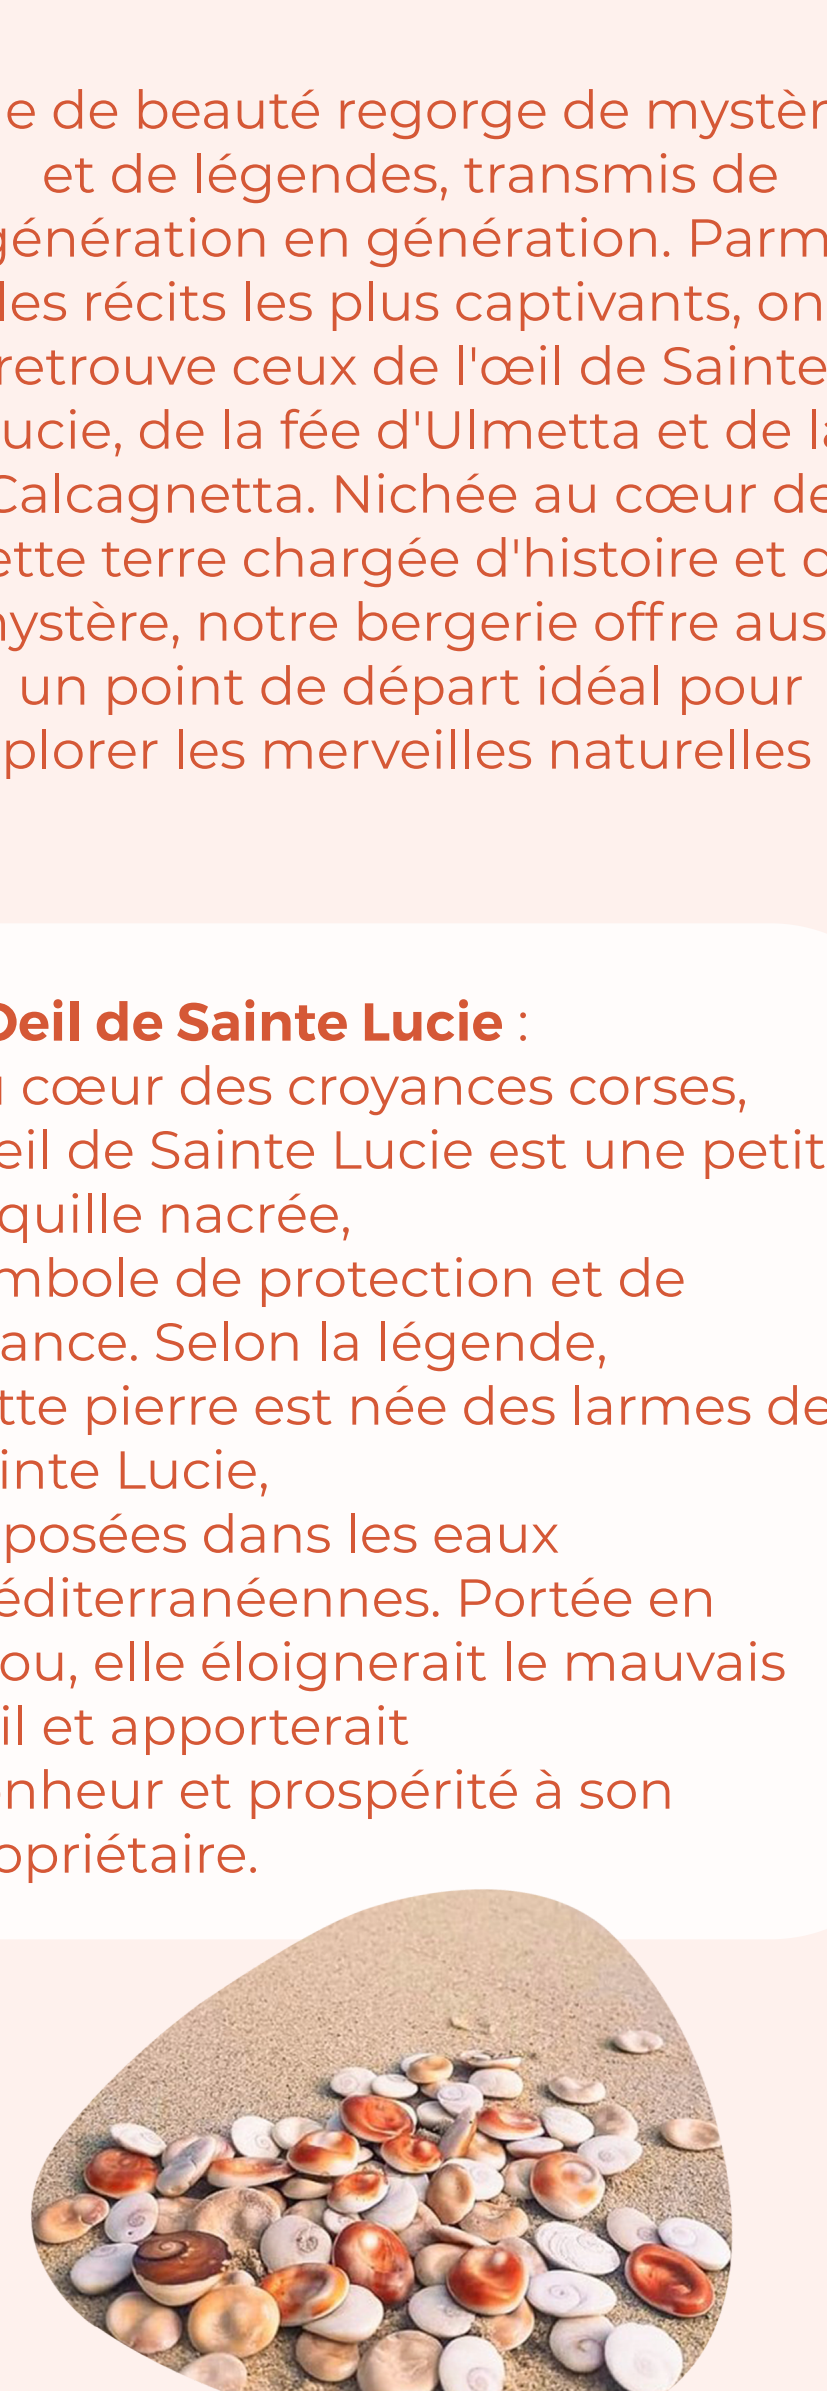 e de beauté regorge de mystèr
et de légendes, transmis de
génération en génération. Parm
les récits les plus captivants, on
retrouve ceux de l'œil de Sainte
ucie, de la fée d'Ulmetta et de la
Calcagnetta. Nichée au cœur de
ette terre chargée d'histoire et d
ystère, notre bergerie offre aus
un point de départ idéal pour
plorer les merveilles naturelles
Oeil de Sainte Lucie :
u cœur des croyances corses,
eil de Sainte Lucie est une petit
quille nacrée,
mbole de protection et de
ance. Selon la légende,
tte pierre est née des larmes de
inte Lucie,
posées dans les eaux
éditerranéennes. Portée en
ou, elle éloignerait le mauvais
il et apporterait
nheur et prospérité à son
opriétaire.